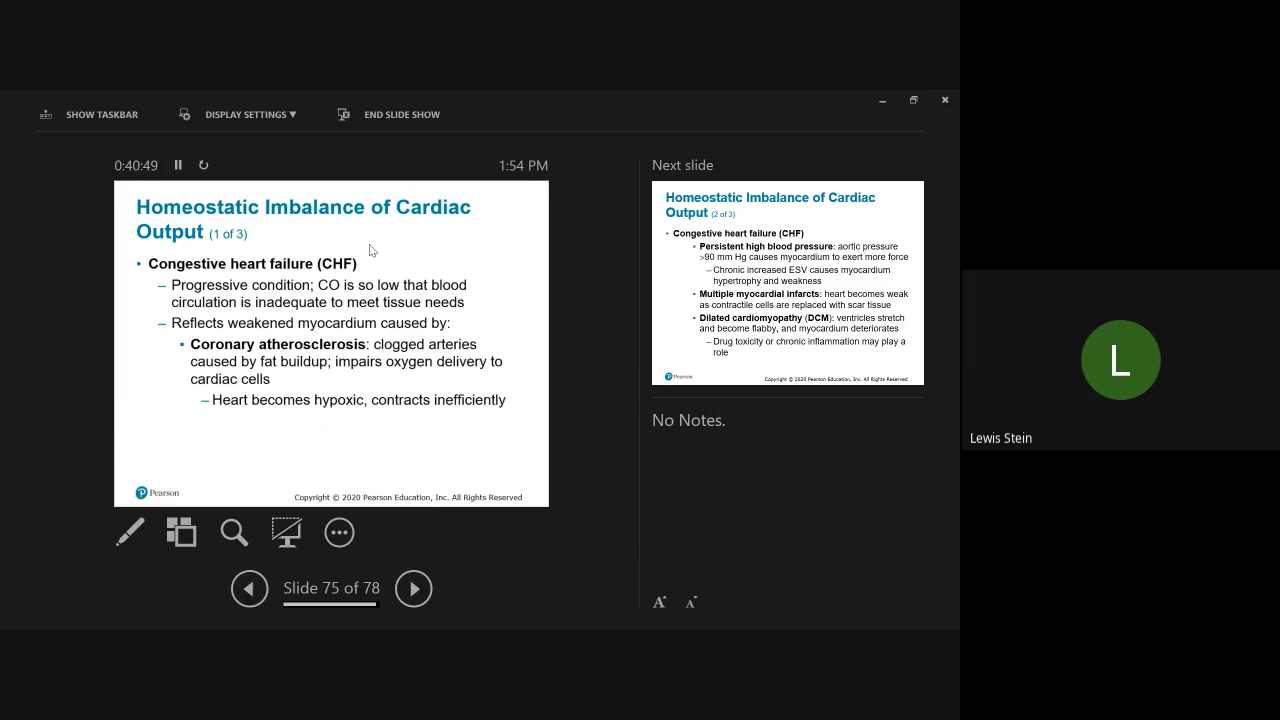 SHOW TASKBAR
DISPLAY SETTINGS ▼
END SLIDE SHOW
0:40:49
1:54 PM
Homeostatic Imbalance of Cardiac
Output (1 of 3)
• Congestive heart failure (CHF)
– Progressive condition; CO is so low that blood
circulation is inadequate to meet tissue needs
– Reflects weakened myocardium caused by:
▪ Coronary atherosclerosis: clogged arteries
caused by fat buildup; impairs oxygen delivery to
cardiac cells
– Heart becomes hypoxic, contracts inefficiently
Pearson
Copyright © 2020 Pearson Education, Inc. All Rights Reserved
Slide 75 of 78
Next slide
Homeostatic Imbalance of Cardiac
Output (2 of 3)
• Congestive heart failure (CHF)
• Persistent high blood pressure: aortic pressure
>90 mm Hg causes myocardium to exert more force
– Chronic increased ESV causes myocardium
hypertrophy and weakness
• Multiple myocardial infarcts: heart becomes weak
as contractile cells are replaced with scar tissue
• Dilated cardiomyopathy (DCM): ventricles stretch
and become flabby, and myocardium deteriorates
– Drug toxicity or chronic inflammation may play a
role
Pearson
Copyright © 2020 Pearson Education, Inc. All Rights Reserved
No Notes.
A A
L
Lewis Stein